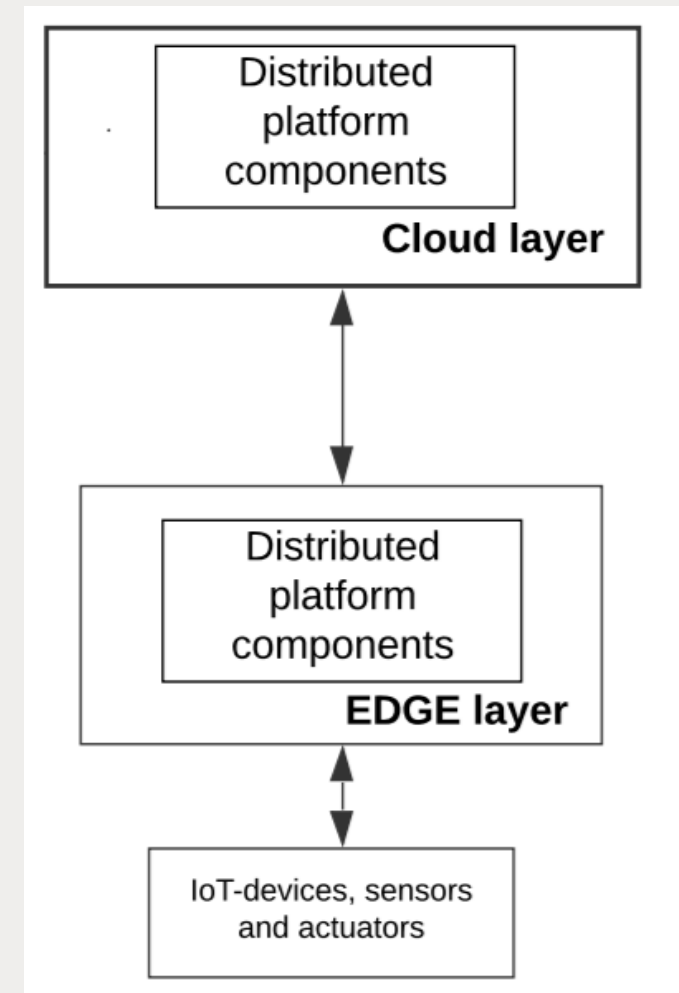 Distributed
platform
components
Cloud layer
Distributed
platform
components
EDGE layer
IoT-devices, sensors
and actuators